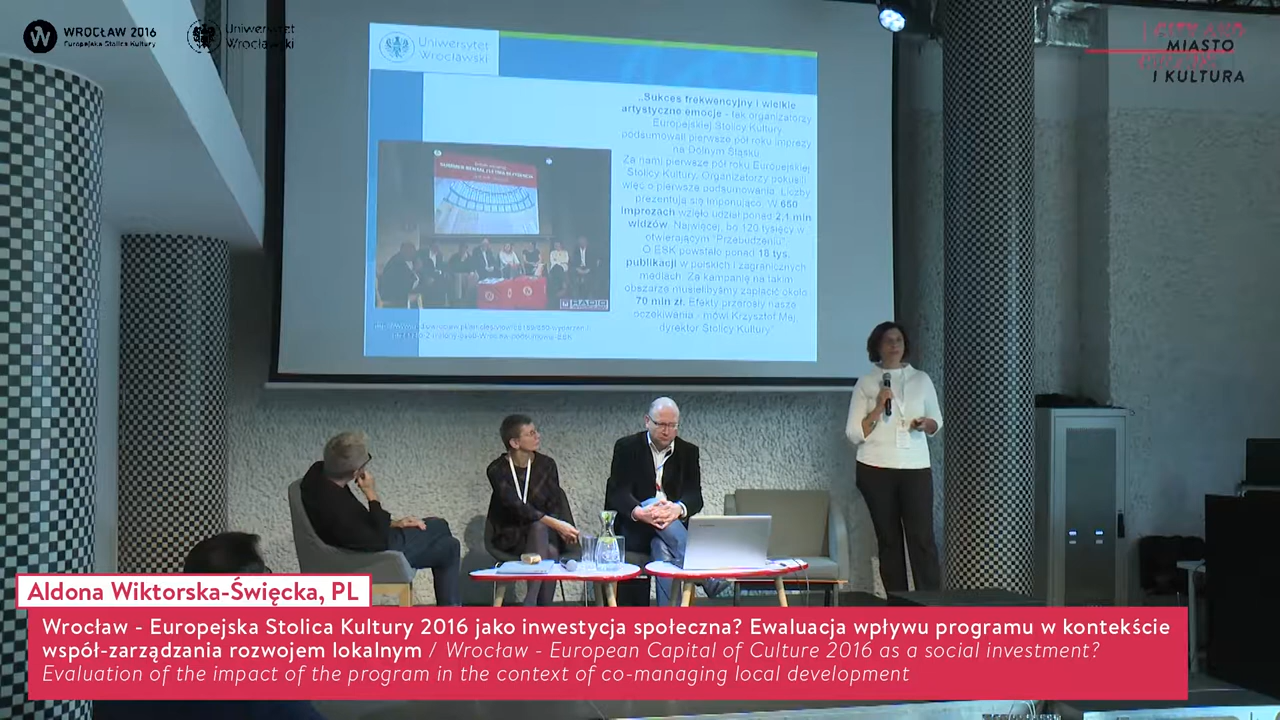 WROCŁAW 2016
Europejska Stolica Kultury
Uniwersytet
Wrocławski
MIASTO
I KULTURA
Uniwersytet
Wrocławski
„Sukces frekwencyjny i wielkie
artystyczne emocje - tak organizatorzy
Europejskiej Stolicy Kultury
podsumowali pierwsze pół roku imprezy
na Dolnym Śląsku
Za nami pierwsze pół roku Europejskiej
Stolicy Kultury. Organizatorzy pokusili
więc o pierwsze podsumowania. Liczby
prezentują się imponująco. W 650
imprezach wzięło udział ponad 2,1 mln
widzów. Najwięcej, bo 120 tysięcy w
otwierającym "Przebudzeniu".
O ESK powstało ponad 18 tys.
publikacji w polskich i zagranicznych
mediach. Za kampanię na takim
obszarze musielibyśmy zapłacić około
70 mln zł. Efekty przerosły nasze
oczekiwania - mówi Krzysztof Maj,
dyrektor Stolicy Kultury"
RADIO
Aldona Wiktorska-Święcka, PL
Wrocław - Europejska Stolica Kultury 2016 jako inwestycja społeczna? Ewaluacja wpływu programu w kontekście
współ-zarządzania rozwojem lokalnym / Wrocław - European Capital of Culture 2016 as a social investment?
Evaluation of the impact of the program in the context of co-managing local development